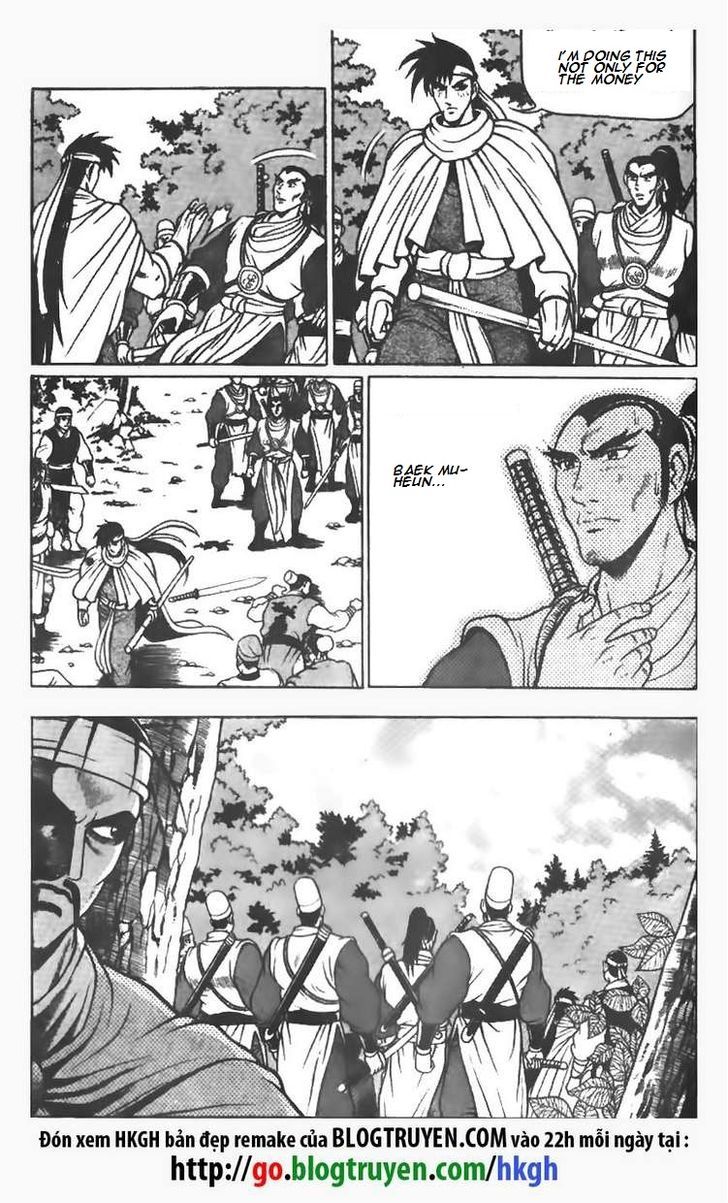 I'M DOING THIS
NOT ONLY FOR
THE MONEY
BAEK MU-
HEUN...
Đón xem HKGH bản đẹp remake của BLOGTRUYEN.COM vào 22h mỗi ngày tại :
http://go.blogtruyen.com/hkgh